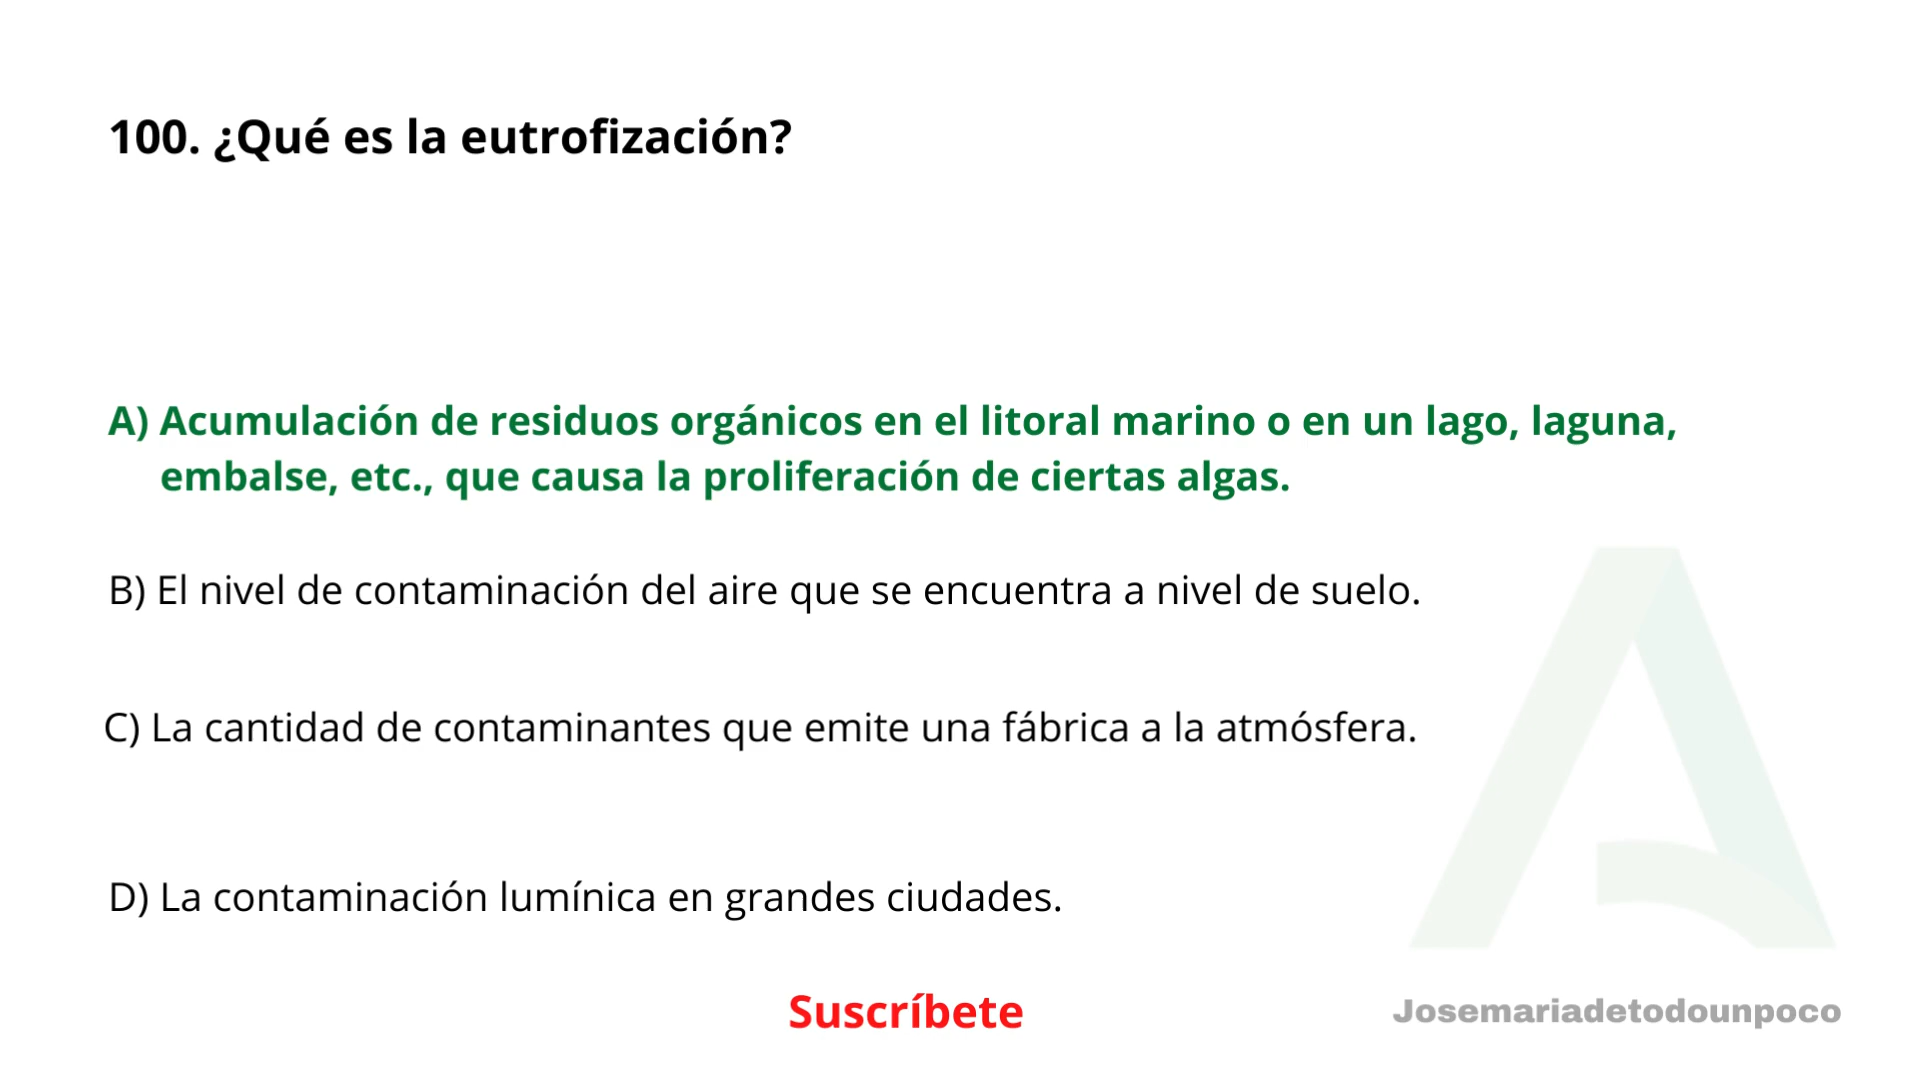 100. ¿Qué es la eutrofización?
A) Acumulación de residuos orgánicos en el litoral marino o en un lago, laguna,
embalse, etc., que causa la proliferación de ciertas algas.
B) El nivel de contaminación del aire que se encuentra a nivel de suelo.
C) La cantidad de contaminantes que emite una fábrica a la atmósfera.
D) La contaminación lumínica en grandes ciudades.
Suscríbete
Josemariadetodounpoco